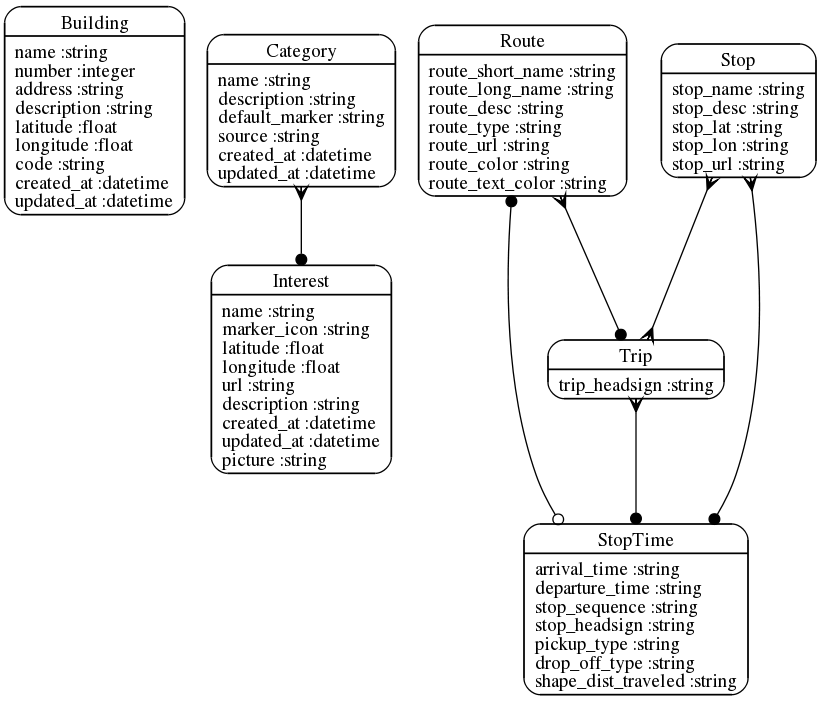 Building
name :string
number :integer
address :string
description :string
latitude :float
longitude :float
code :string
created_at :datetime
updated_at :datetime
Category
name :string
description :string
default_marker :string
source :string
created_at :datetime
updated_at :datetime
Route
route_short_name :string
route_long_name :string
route_desc :string
route_type :string
route_url :string
route_color :string
route_text_color :string
Stop
stop_name :string
stop_desc :string
stop_lat :string
stop_lon :string
stop_url :string
Interest
name :string
marker_icon :string
latitude :float
longitude :float
url :string
description :string
created_at :datetime
updated_at :datetime
picture :string
Trip
trip_headsign :string
StopTime
arrival_time :string
departure_time :string
stop_sequence :string
stop_headsign :string
pickup_type :string
drop_off_type :string
shape_dist_traveled :string